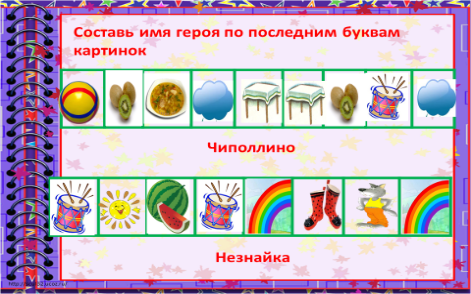 Составь имя героя по последним буквам
картинок
Чиполлино
Незнайка